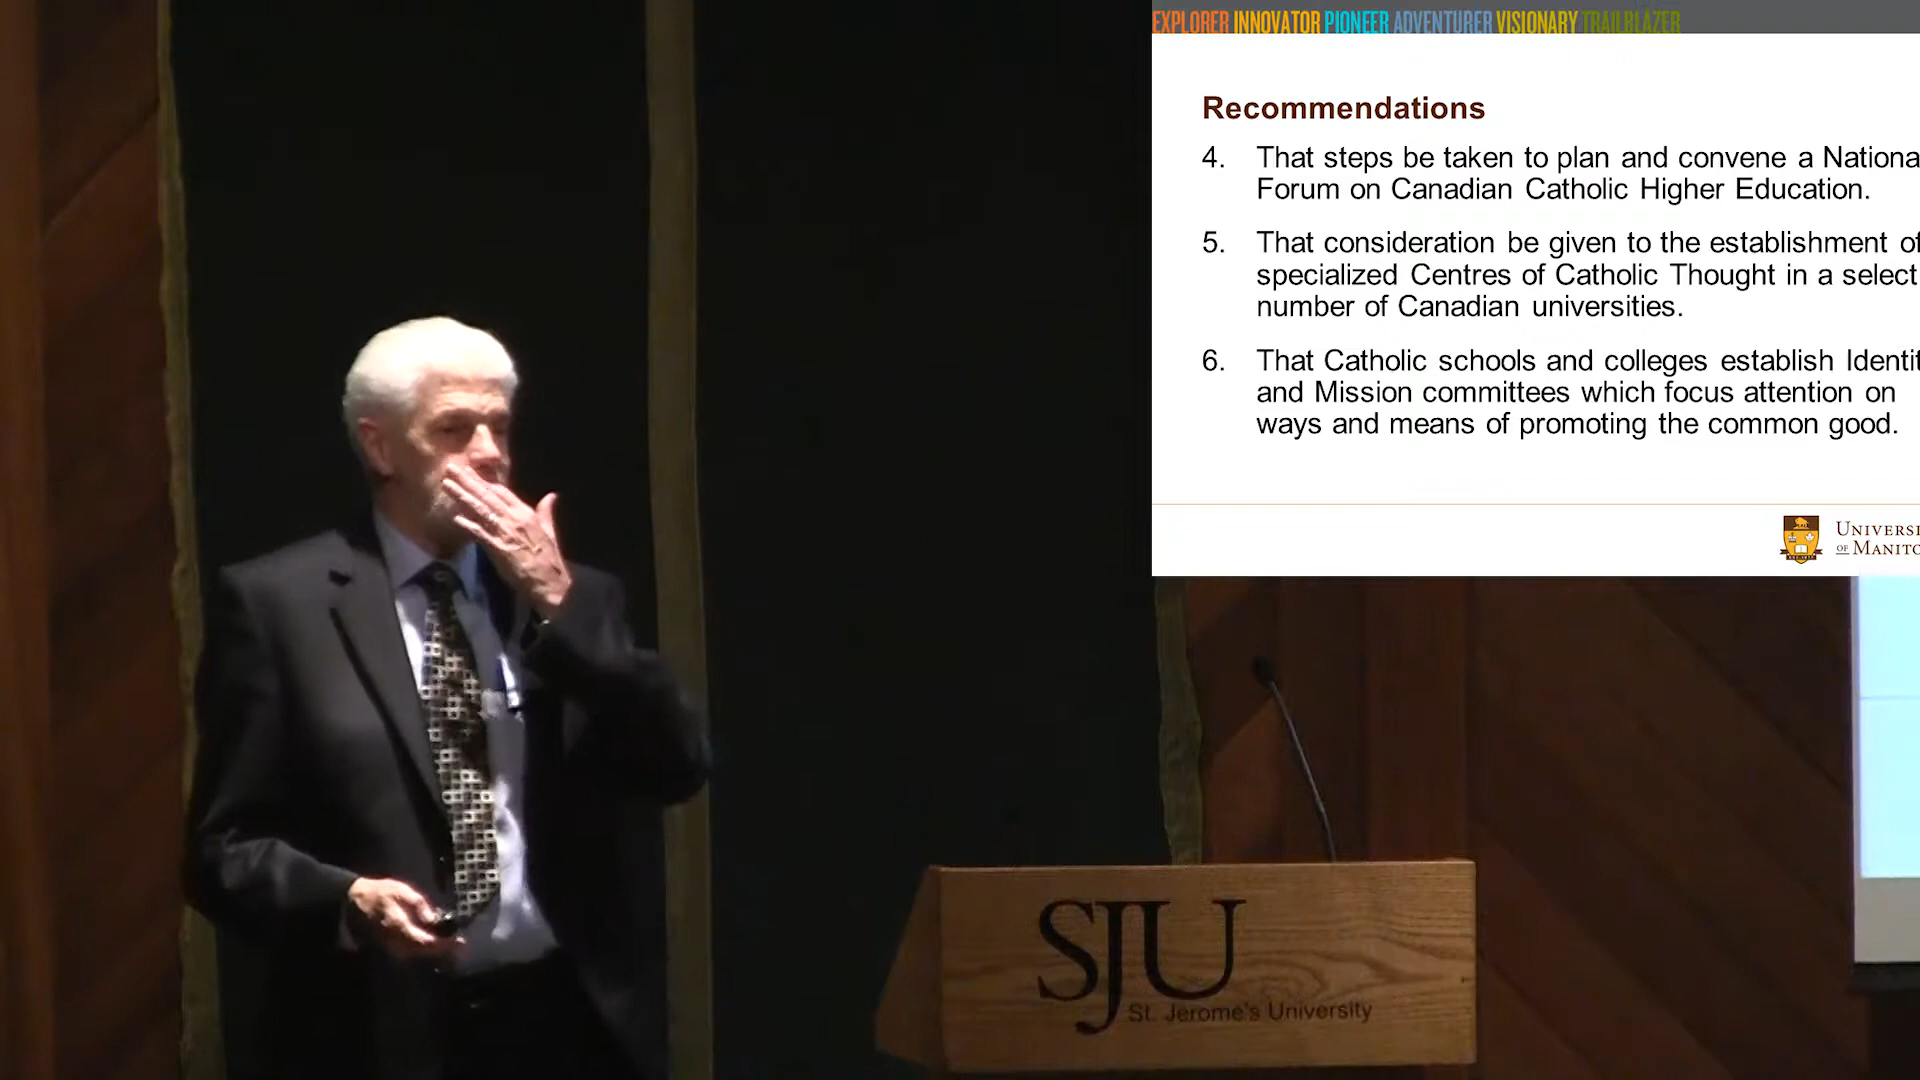 EXPLORER INNOVATOR PIONEER ADVENTURER VISIONARY TRAILBLAZER
Recommendations
4. That steps be taken to plan and convene a Nationa
Forum on Canadian Catholic Higher Education.
5. That consideration be given to the establishment of
specialized Centres of Catholic Thought in a select
number of Canadian universities.
6. That Catholic schools and colleges establish Identit
and Mission committees which focus attention on
ways and means of promoting the common good.
UNIVERSI
OF MANITO
SJU
St. Jerome's University